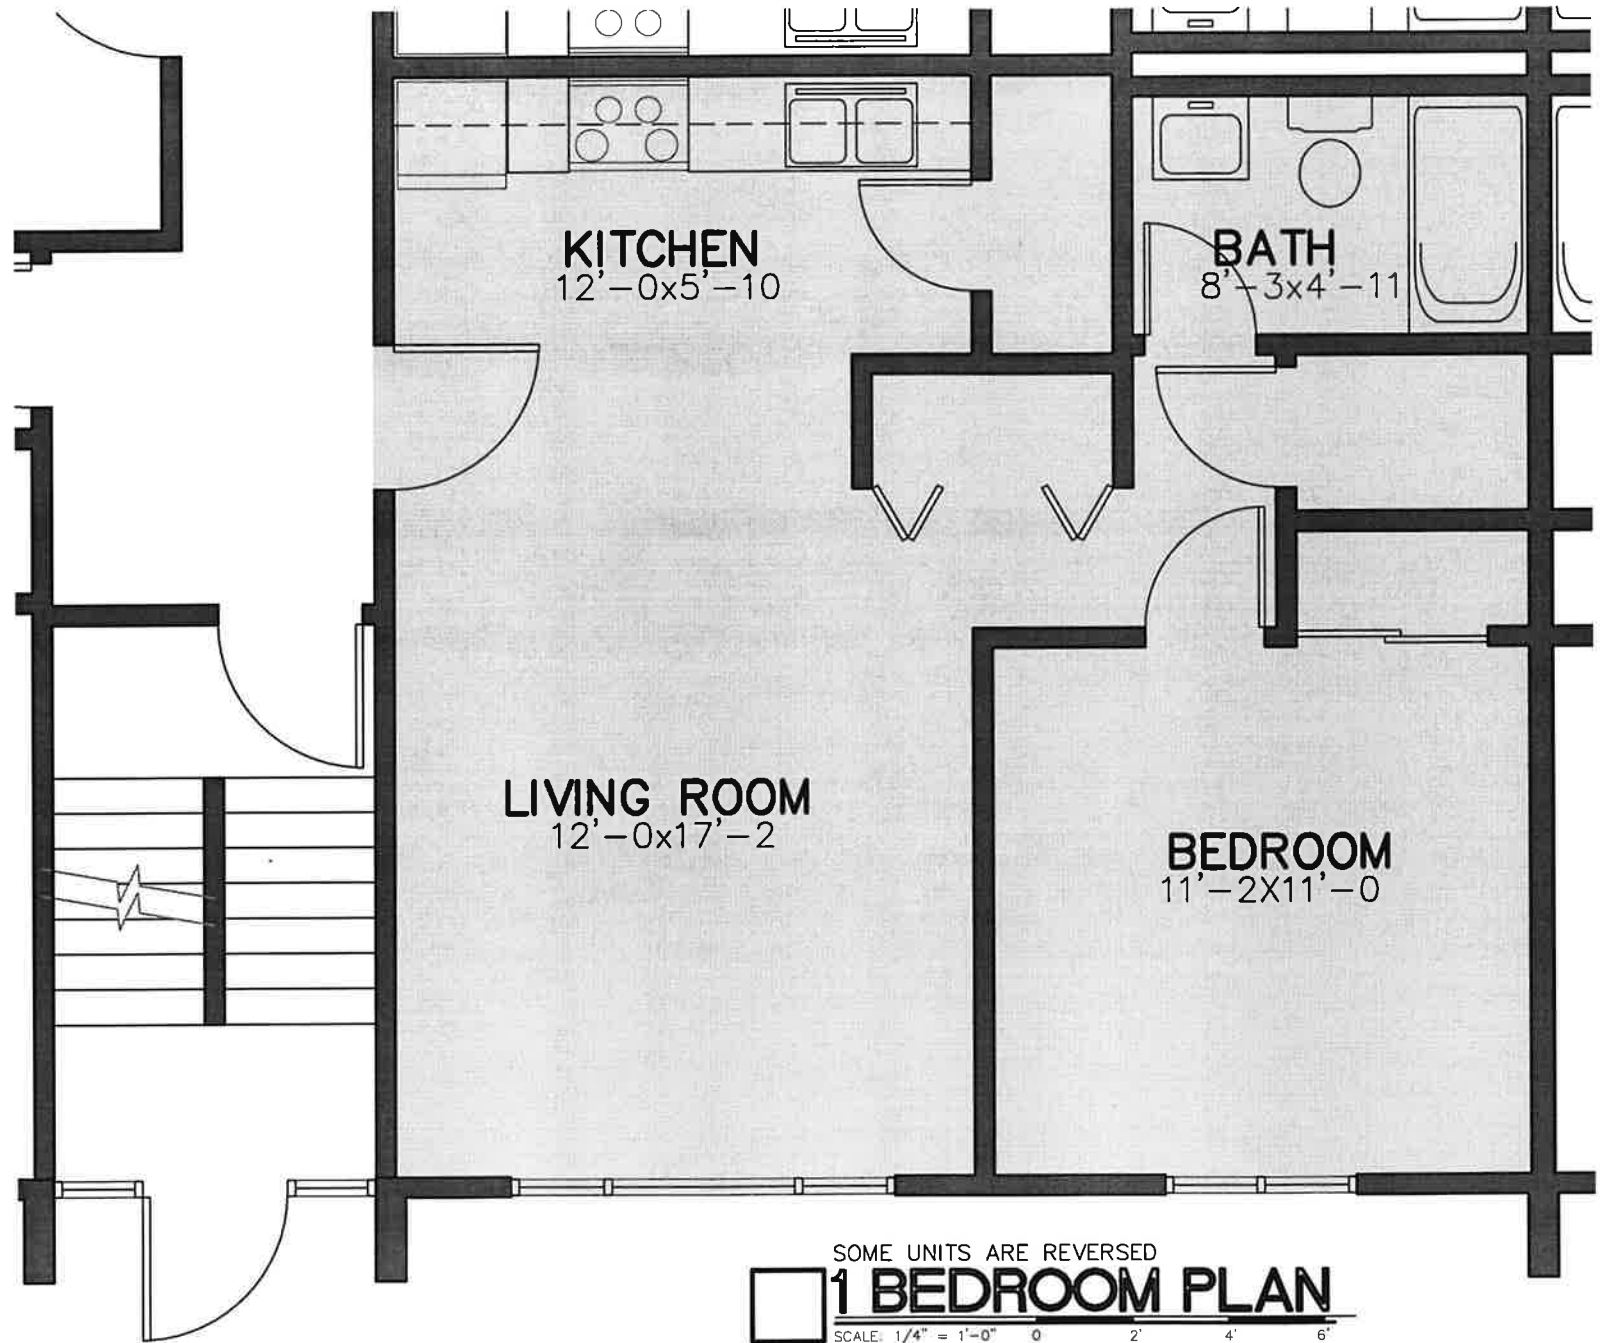 KITCHEN
12'-0x5'-10
BATH
8'-3x4'-11
LIVING ROOM
12'-0x17'-2
BEDROOM
11'-2X11'-0
SOME UNITS ARE REVERSED
1 BEDROOM PLAN
SCALE: 1/4" = 1'-0" 0 2' 4' 6'